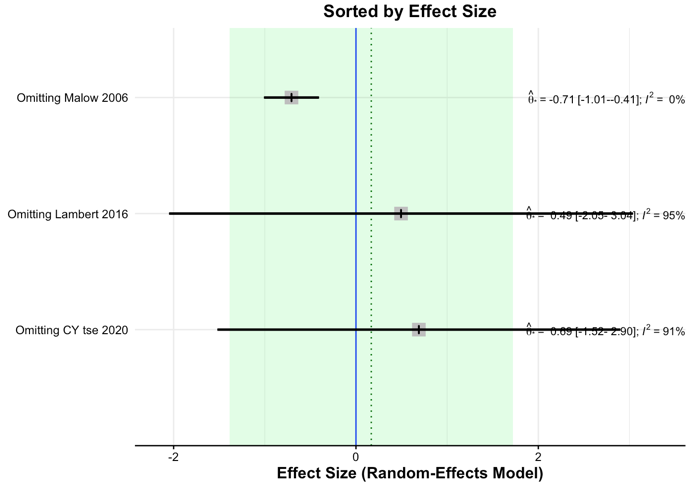 Sorted by Effect Size
Omitting Malow 2006
θ̂* = -0.71 [-1.01--0.41]; I² = 0%
Omitting Lambert 2016
θ̂* = 0.49 [-2.05- 3.04]; I² = 95%
Omitting CY tse 2020
θ̂* = 0.69 [-1.52- 2.90]; I² = 91%
-2 0 2
Effect Size (Random-Effects Model)